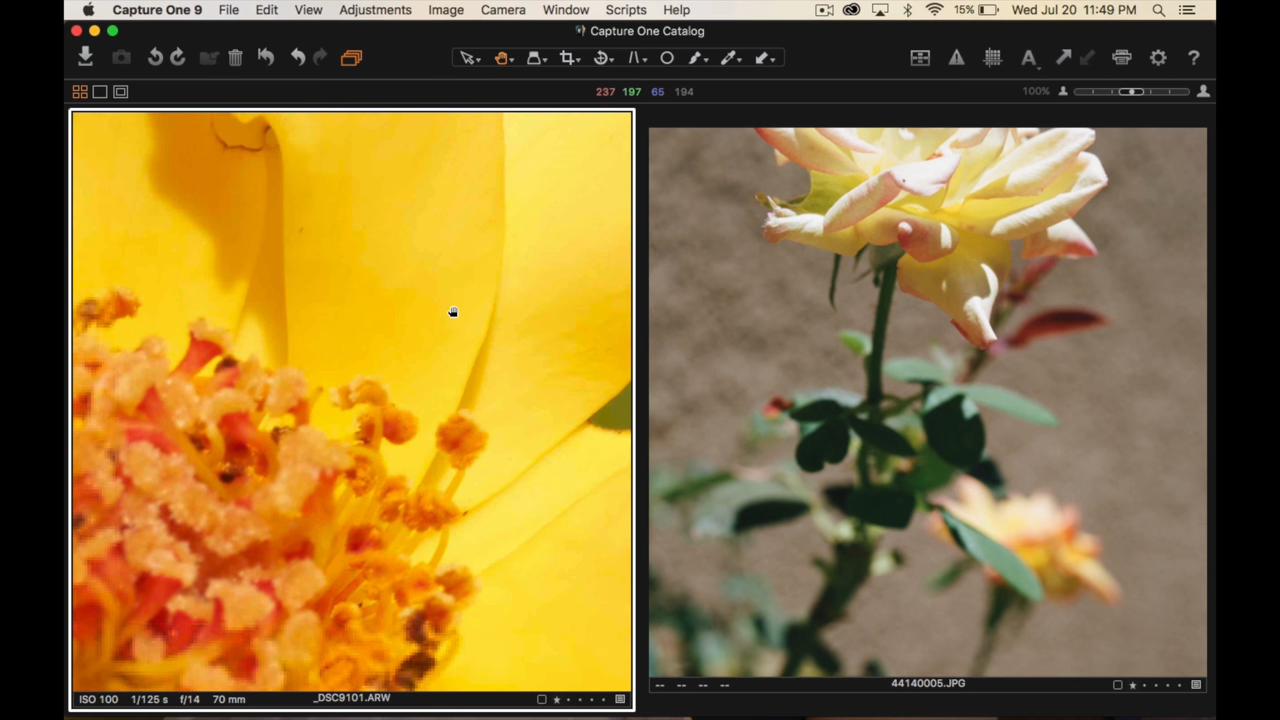 Capture One 9 File Edit View Adjustments Image Camera Window Scripts Help 15% Wed Jul 20 11:49 PM
Capture One Catalog
A ?
237 197 65 194 100%
ISO 100 1/125 s f/14 70 mm _DSC9101.ARW
-- -- -- -- 44140005.JPG